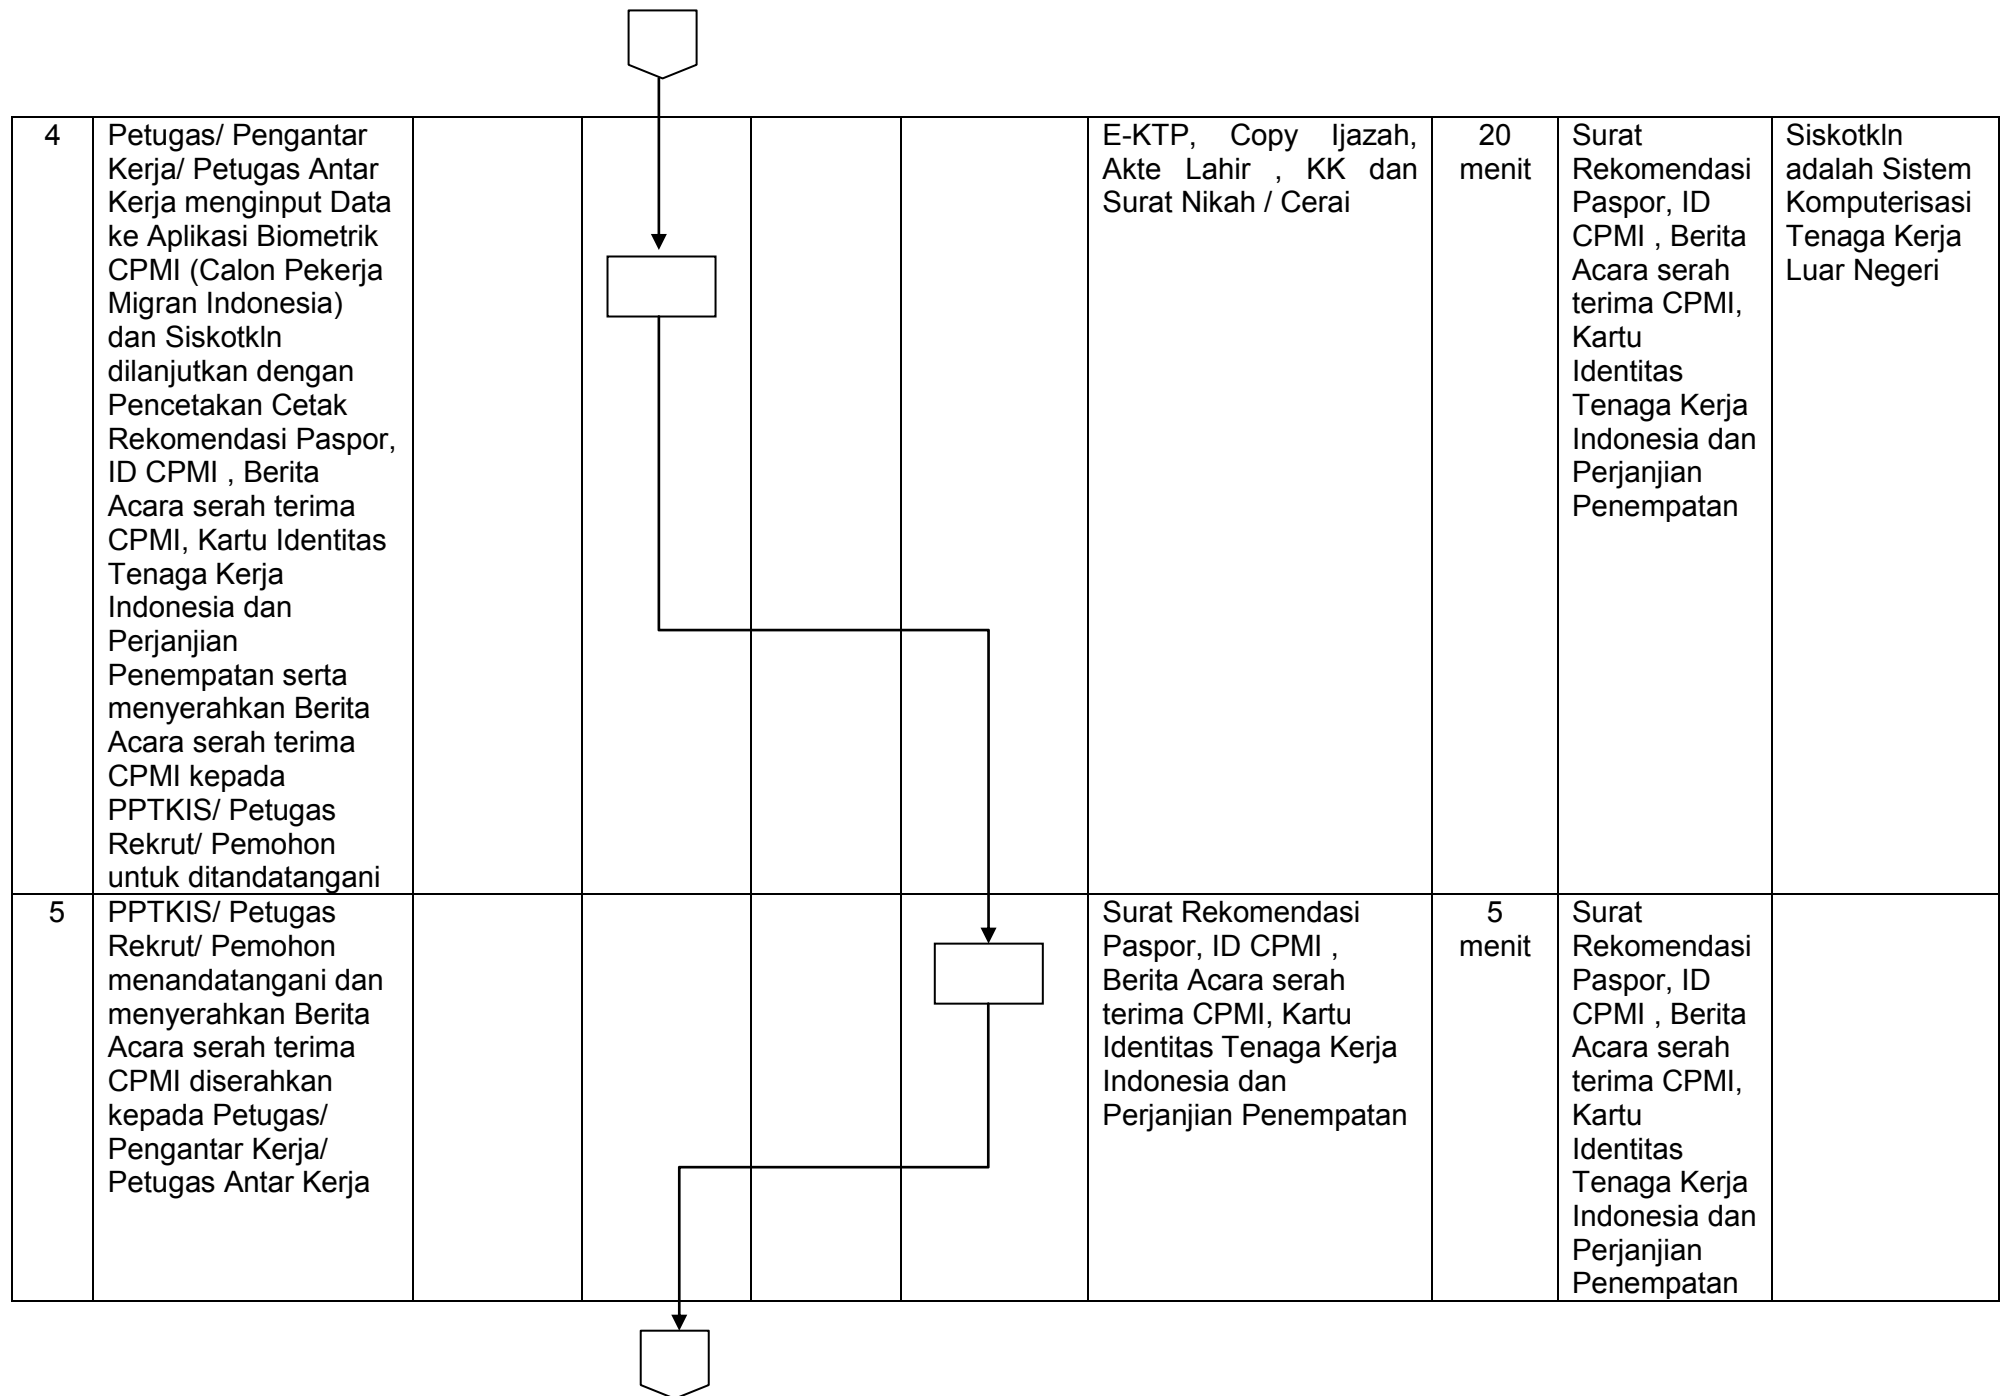 4
Petugas/ Pengantar
Kerja/ Petugas Antar
Kerja menginput Data
ke Aplikasi Biometrik
CPMI (Calon Pekerja
Migran Indonesia)
dan Siskotkln
dilanjutkan dengan
Pencetakan Cetak
Rekomendasi Paspor,
ID CPMI , Berita
Acara serah terima
CPMI, Kartu Identitas
Tenaga Kerja
Indonesia dan
Perjanjian
Penempatan serta
menyerahkan Berita
Acara serah terima
CPMI kepada
PPTKIS/ Petugas
Rekrut/ Pemohon
untuk ditandatangani
E-KTP, Copy Ijazah,
Akte Lahir , KK dan
Surat Nikah / Cerai
20
menit
Surat
Rekomendasi
Paspor, ID
CPMI , Berita
Acara serah
terima CPMI,
Kartu
Identitas
Tenaga Kerja
Indonesia dan
Perjanjian
Penempatan
Siskotkln
adalah Sistem
Komputerisasi
Tenaga Kerja
Luar Negeri
5
PPTKIS/ Petugas
Rekrut/ Pemohon
menandatangani dan
menyerahkan Berita
Acara serah terima
CPMI diserahkan
kepada Petugas/
Pengantar Kerja/
Petugas Antar Kerja
Surat Rekomendasi
Paspor, ID CPMI ,
Berita Acara serah
terima CPMI, Kartu
Identitas Tenaga Kerja
Indonesia dan
Perjanjian Penempatan
5
menit
Surat
Rekomendasi
Paspor, ID
CPMI , Berita
Acara serah
terima CPMI,
Kartu
Identitas
Tenaga Kerja
Indonesia dan
Perjanjian
Penempatan